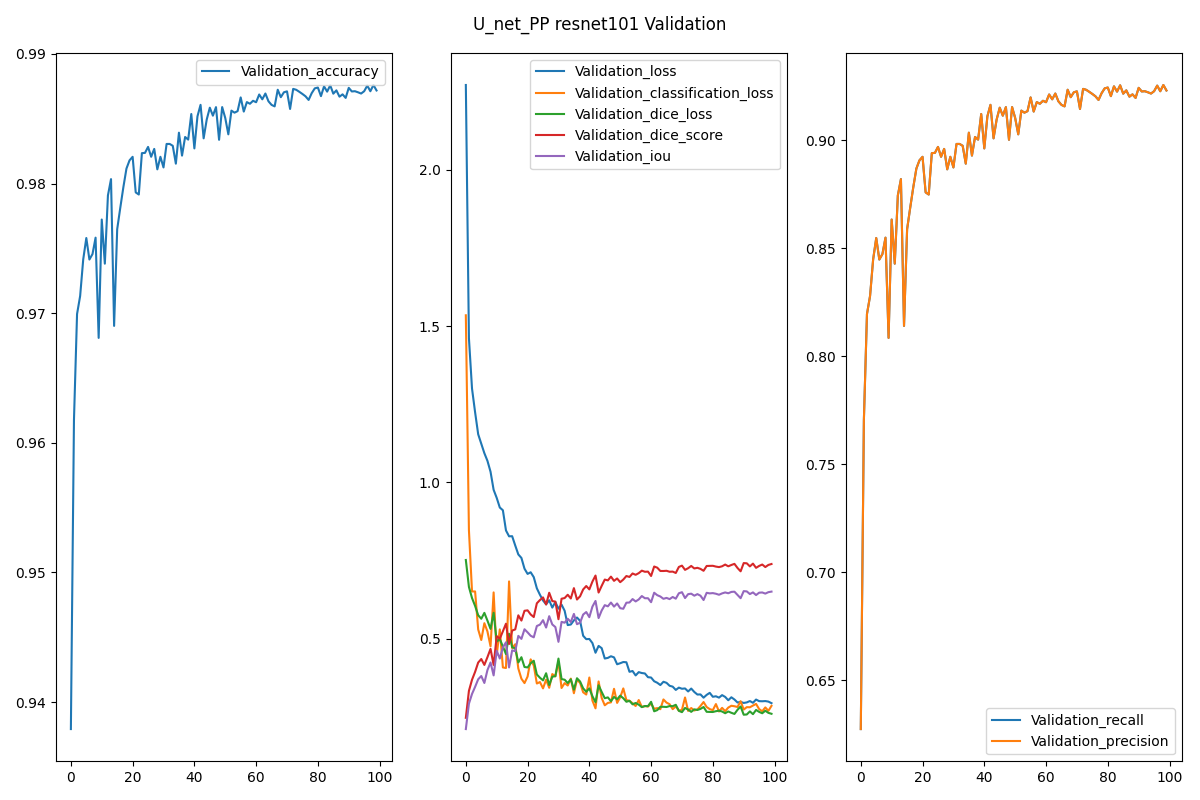 U_net_PP resnet101 Validation
0.99
0.98
0.97
0.96
0.95
0.94
0 20 40 60 80 100
Validation_accuracy
2.0
1.5
1.0
0.5
0 20 40 60 80 100
Validation_loss
Validation_classification_loss
Validation_dice_loss
Validation_dice_score
Validation_iou
0.90
0.85
0.80
0.75
0.70
0.65
0 20 40 60 80 100
Validation_recall
Validation_precision